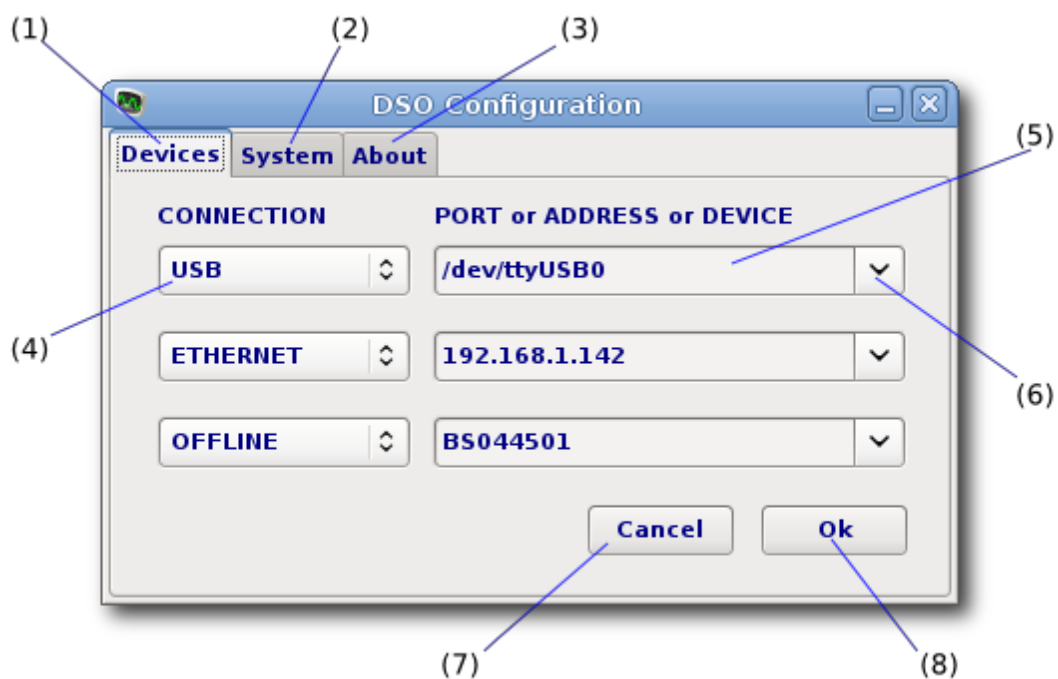 (1) (2) (3)
DSO Configuration
Devices System About
(5)
CONNECTION PORT or ADDRESS or DEVICE
USB /dev/ttyUSB0
(4)
ETHERNET 192.168.1.142
(6)
OFFLINE BS044501
Cancel Ok
(7) (8)